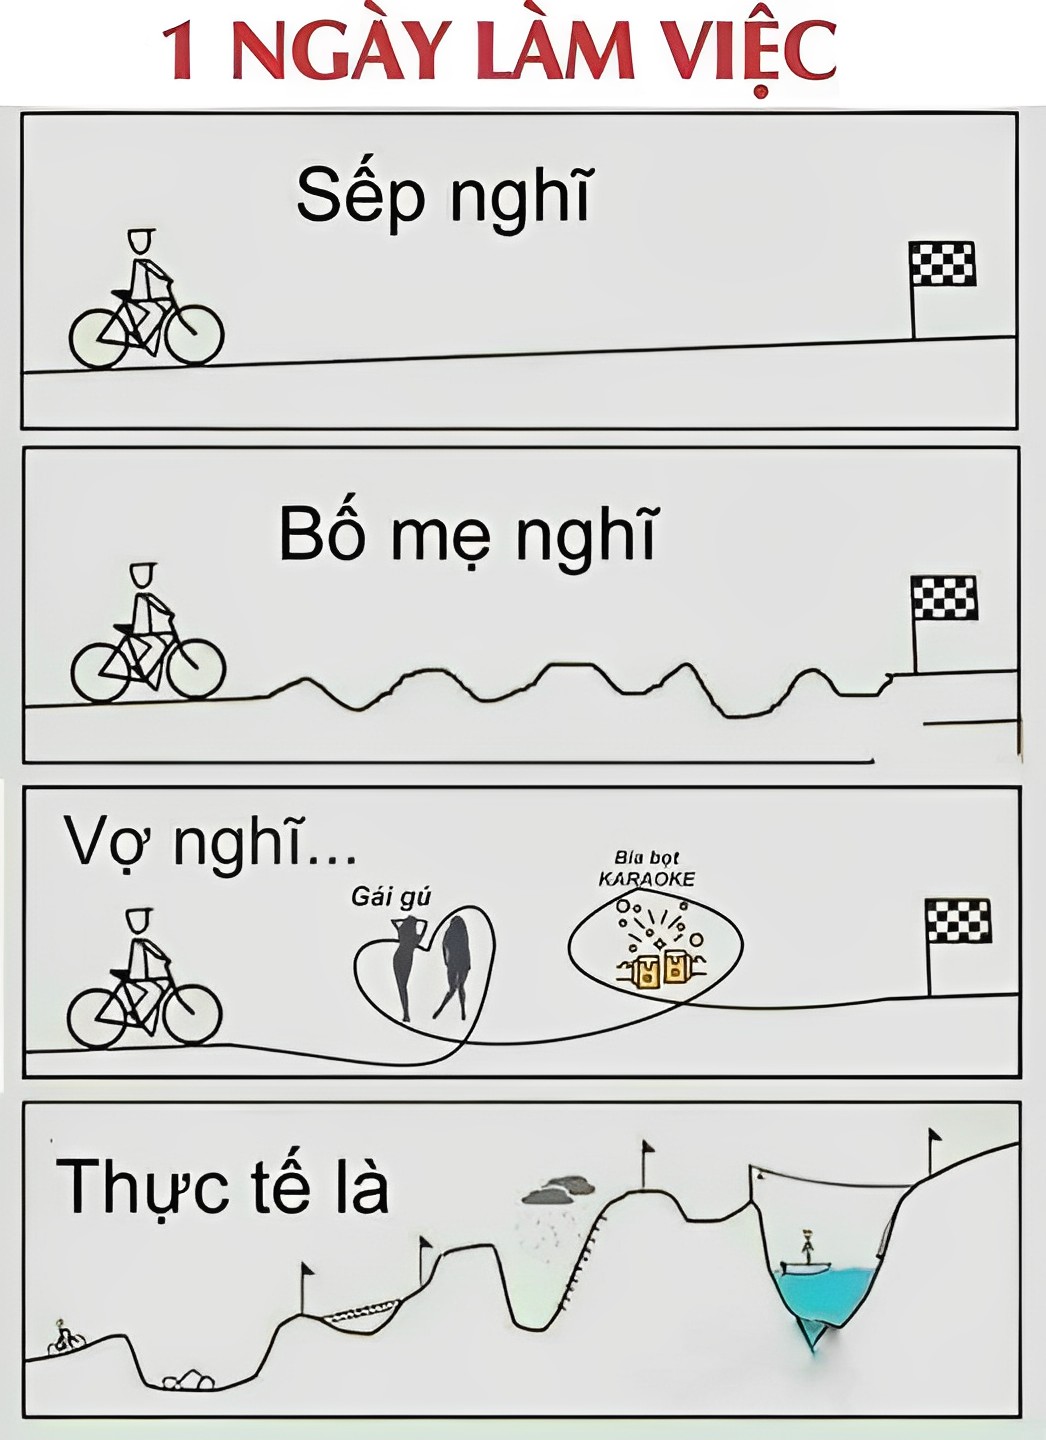 1 NGÀY LÀM VIỆC
Sếp nghĩ
Bố mẹ nghĩ
Vợ nghĩ...
Gái gú
Bia bọt
KARAOKE
Thực tế là